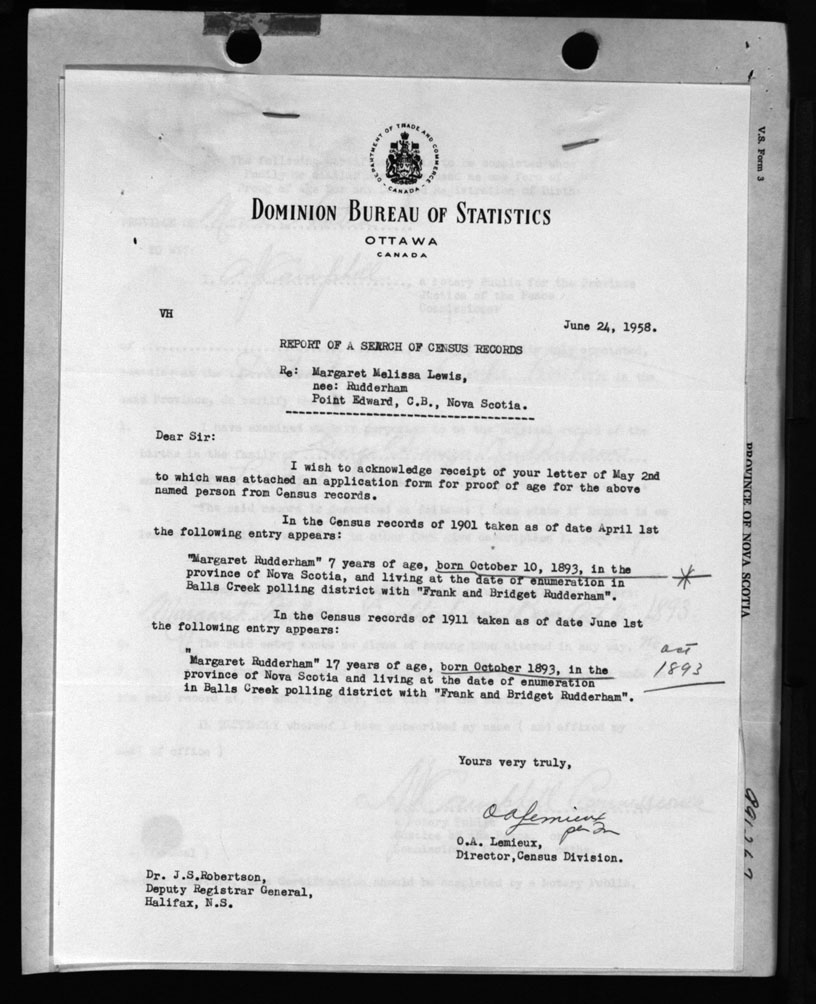 DEPARTMENT OF TRADE AND COMMERCE
CANADA
DOMINION BUREAU OF STATISTICS
OTTAWA
CANADA
V.S. Form 3
VH
June 24, 1958.
REPORT OF A SEARCH OF CENSUS RECORDS
Re: Margaret Melissa Lewis,
nee: Rudderham
Point Edward, C.B., Nova Scotia.
Dear Sir:
I wish to acknowledge receipt of your letter of May 2nd
to which was attached an application form for proof of age for the above
named person from Census records.
In the Census records of 1901 taken as of date April 1st
the following entry appears:
"Margaret Rudderham" 7 years of age, born October 10, 1893, in the
province of Nova Scotia, and living at the date of enumeration in
Balls Creek polling district with "Frank and Bridget Rudderham".
In the Census records of 1911 taken as of date June 1st
the following entry appears:
"Margaret Rudderham" 17 years of age, born October 1893, in the
province of Nova Scotia and living at the date of enumeration
in Balls Creek polling district with "Frank and Bridget Rudderham".
oct
1893
PROVINCE OF NOVA SCOTIA
Yours very truly,
O A Lemieux
per
O.A. Lemieux,
Director,Census Division.
Dr. J.S.Robertson,
Deputy Registrar General,
Halifax, N.S.